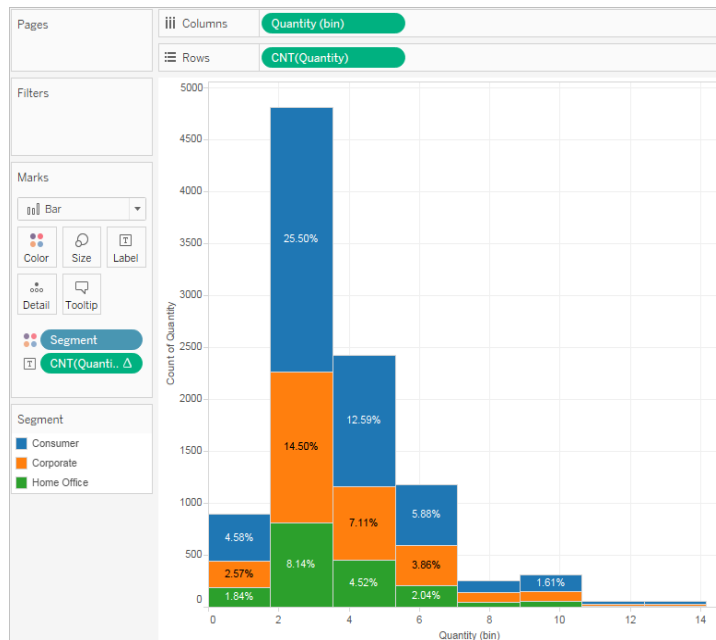 Pages
Columns
Quantity (bin)
Rows
CNT(Quantity)
Filters
Marks
Bar
Color
Size
T
Label
Detail
Tooltip
Segment
T
CNT(Quanti.. Δ
Segment
Consumer
Corporate
Home Office
Count of Quantity
5000
4500
4000
3500
3000
2500
2000
1500
1000
500
0
25.50%
14.50%
8.14%
12.59%
7.11%
4.52%
5.88%
3.86%
2.04%
4.58%
2.57%
1.84%
1.61%
0 2 4 6 8 10 12 14
Quantity (bin)